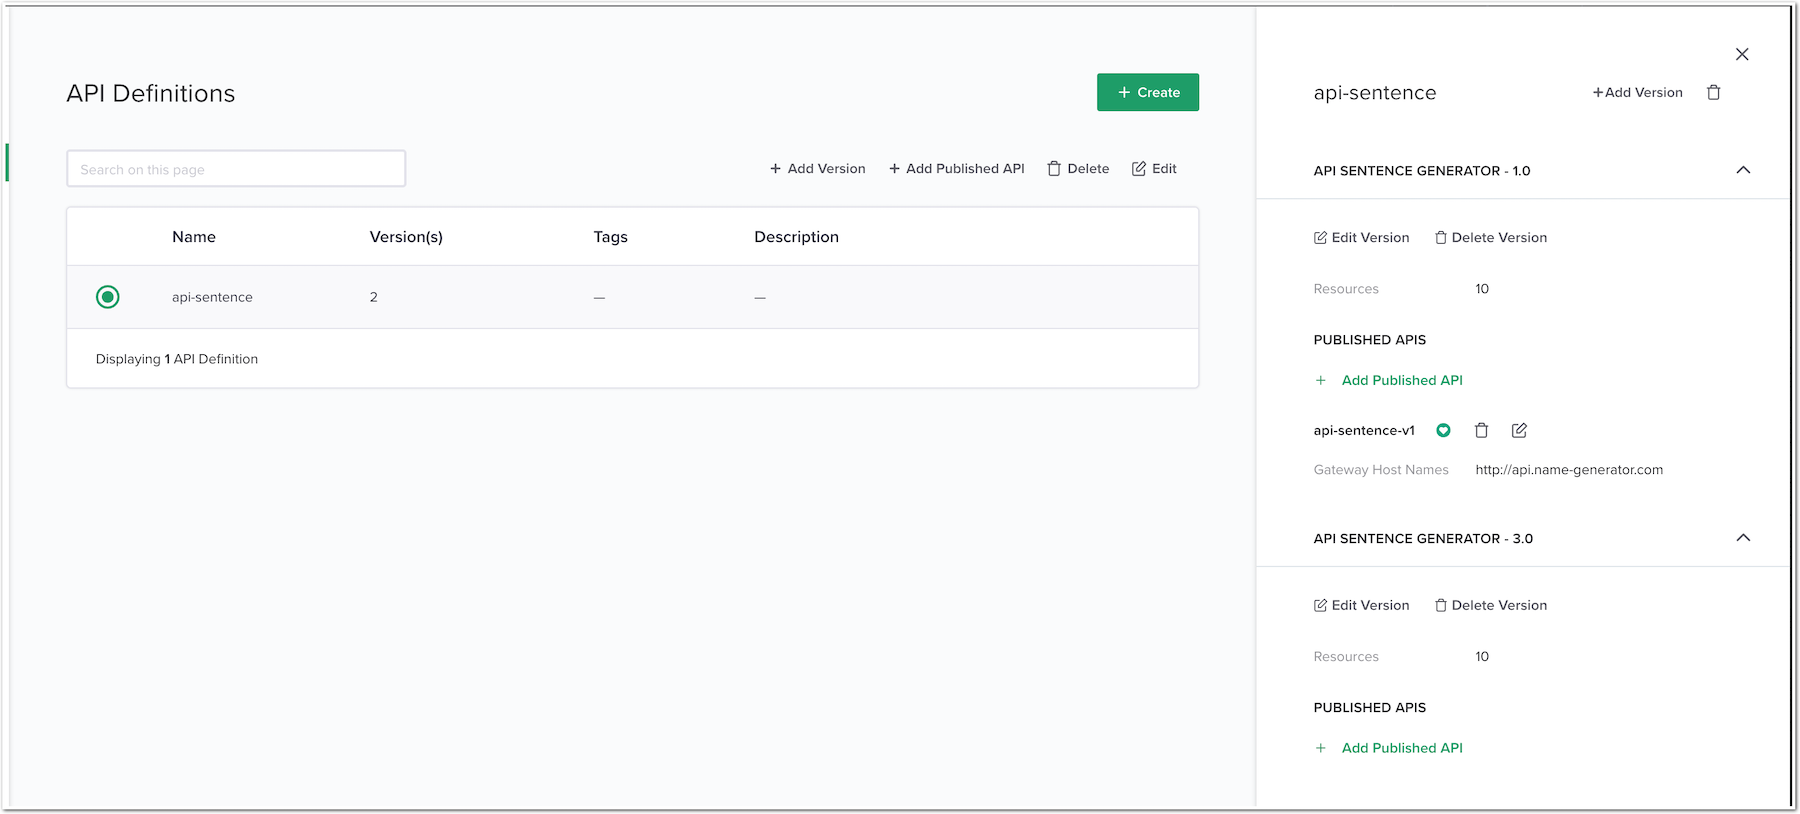 API Definitions
+ Create
Search on this page
+ Add Version + Add Published API Delete Edit
Name Version(s) Tags Description
api-sentence 2 — —
Displaying 1 API Definition
api-sentence
+Add Version
API SENTENCE GENERATOR - 1.0
Edit Version Delete Version
Resources 10
PUBLISHED APIS
+ Add Published API
api-sentence-v1
Gateway Host Names http://api.name-generator.com
API SENTENCE GENERATOR - 3.0
Edit Version Delete Version
Resources 10
PUBLISHED APIS
+ Add Published API